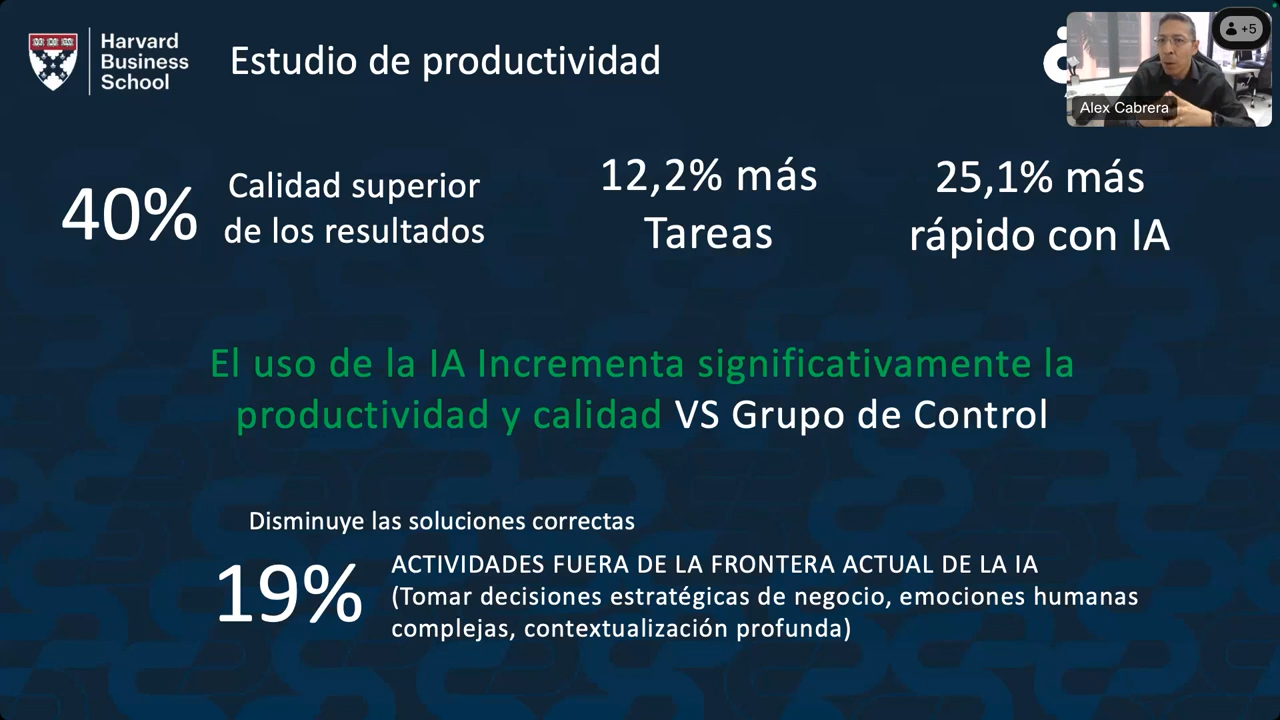 Harvard
Business
School
Estudio de productividad
+5
Alex Cabrera
40%
Calidad superior
de los resultados
12,2% más
Tareas
25,1% más
rápido con IA
El uso de la IA Incrementa significativamente la
productividad y calidad VS Grupo de Control
Disminuye las soluciones correctas
19%
ACTIVIDADES FUERA DE LA FRONTERA ACTUAL DE LA IA
(Tomar decisiones estratégicas de negocio, emociones humanas
complejas, contextualización profunda)